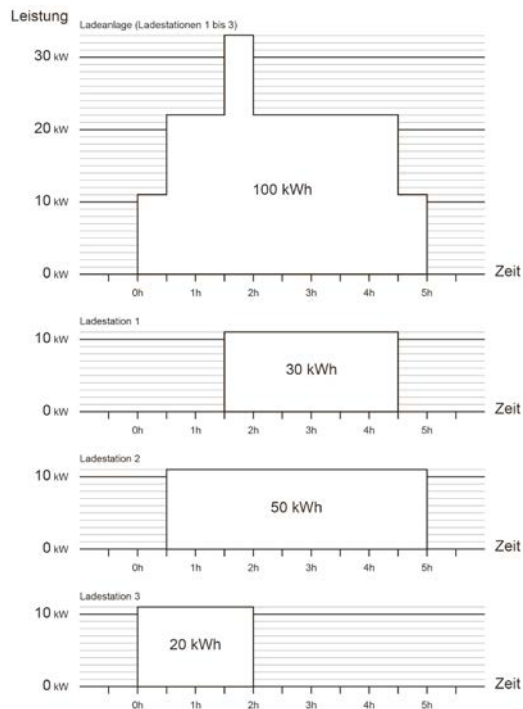 Leistung
Ladeanlage (Ladestationen 1 bis 3)
30 kW
20 kW
100 kWh
10 kW
0 kW
Zeit
0h 1h 2h 3h 4h 5h
Ladestation 1
10 kW
30 kWh
0 kW
Zeit
0h 1h 2h 3h 4h 5h
Ladestation 2
10 kW
50 kWh
0 kW
Zeit
0h 1h 2h 3h 4h 5h
Ladestation 3
10 kW
20 kWh
0 kW
Zeit
0h 1h 2h 3h 4h 5h